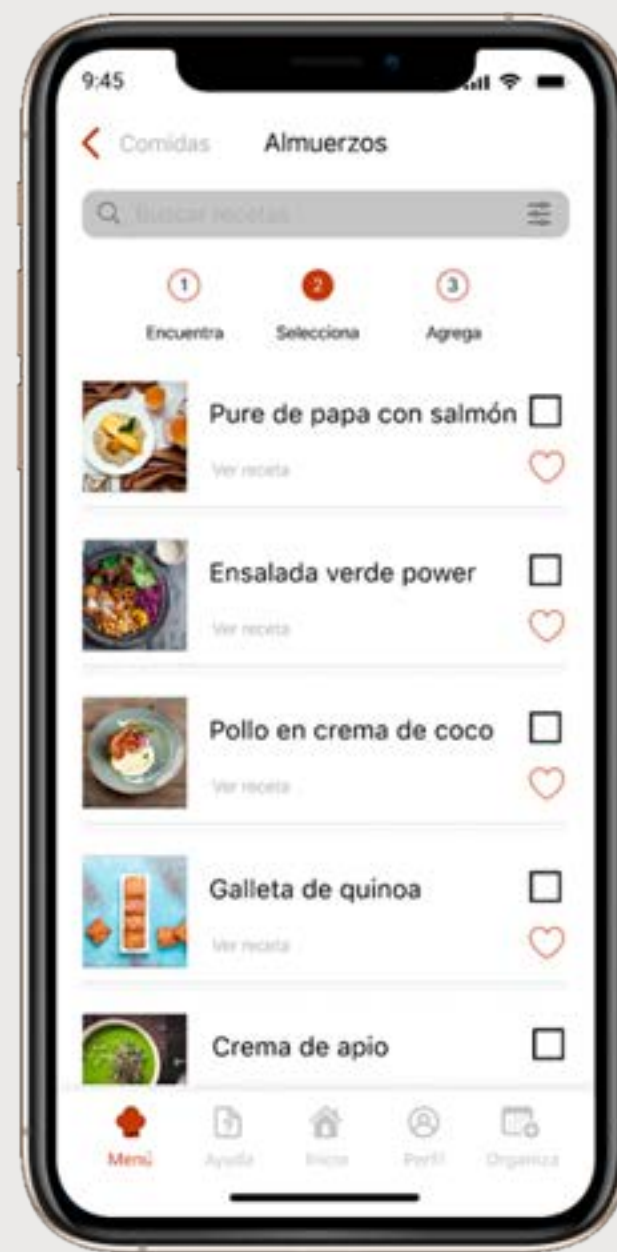 9:45
Comidas Almuerzos
Buscar recetas
1 2 3
Encuentra Selecciona Agrega
Pure de papa con salmón
Ver receta
Ensalada verde power
Ver receta
Pollo en crema de coco
Ver receta
Galleta de quinoa
Ver receta
Crema de apio
Menú Ayuda Inicio Perfil Organiza